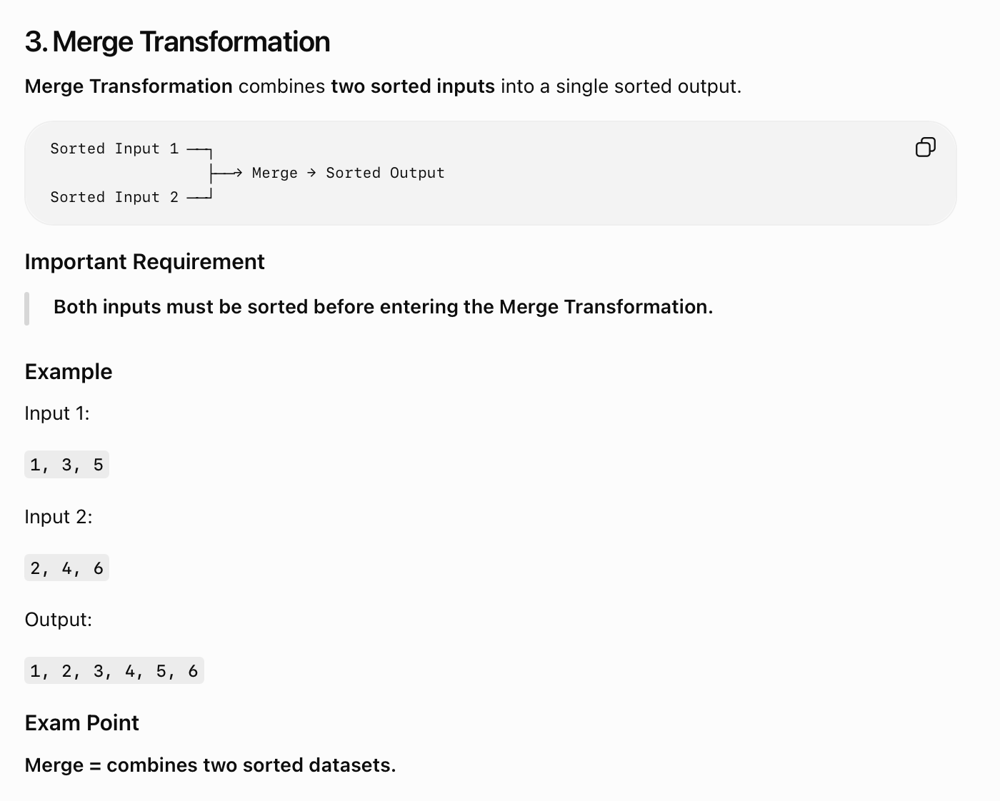 3. Merge Transformation
Merge Transformation combines two sorted inputs into a single sorted output.
Sorted Input 1 ──┐
                 ├──→ Merge → Sorted Output
Sorted Input 2 ──┘
Important Requirement
Both inputs must be sorted before entering the Merge Transformation.
Example
Input 1:
1, 3, 5
Input 2:
2, 4, 6
Output:
1, 2, 3, 4, 5, 6
Exam Point
Merge = combines two sorted datasets.